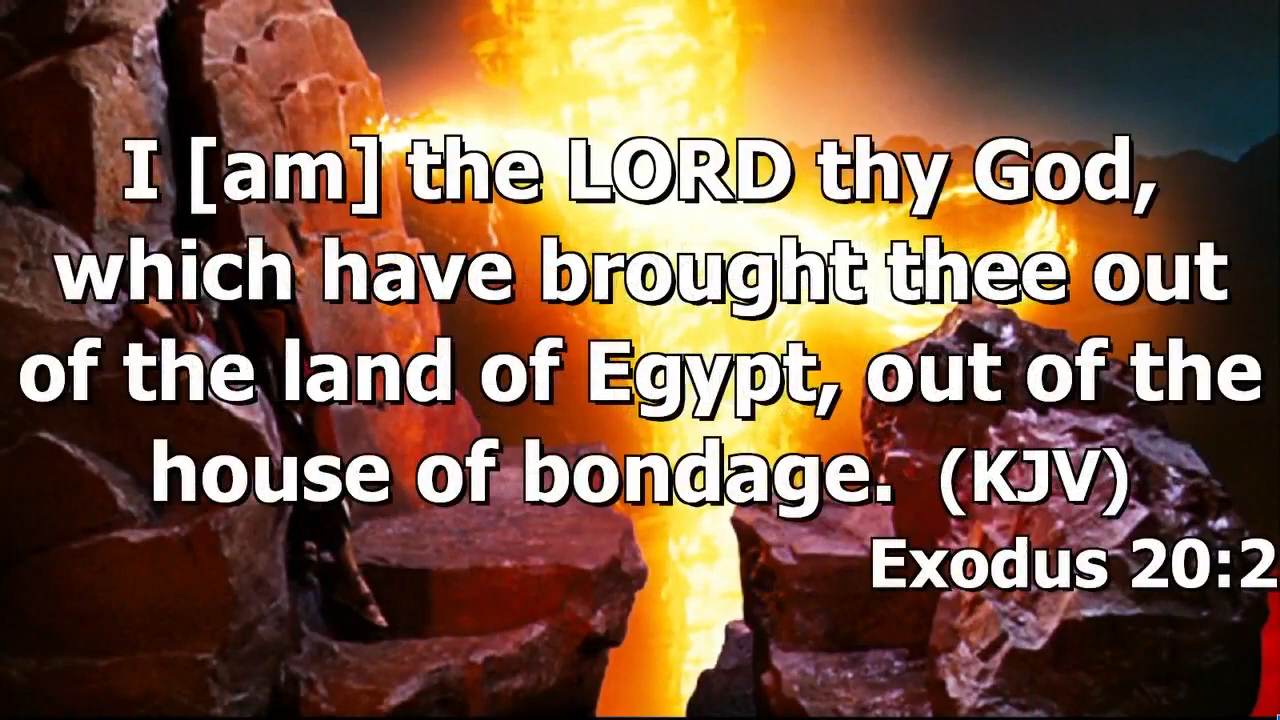 I [am] the LORD thy God,
which have brought thee out
of the land of Egypt, out of the
house of bondage. (KJV)
Exodus 20:2